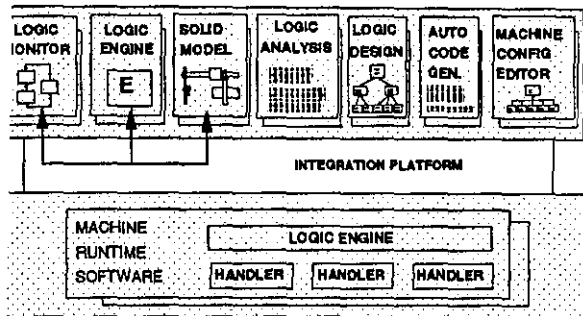 LOGIC
MONITOR
LOGIC
ENGINE
E
SOLID
MODEL
LOGIC
ANALYSIS
LOGIC
DESIGN
AUTO
CODE
GEN.
MACHINE
CONFIG
EDITOR
INTEGRATION PLATFORM
MACHINE
RUNTIME
SOFTWARE
LOGIC ENGINE
HANDLER
HANDLER
HANDLER